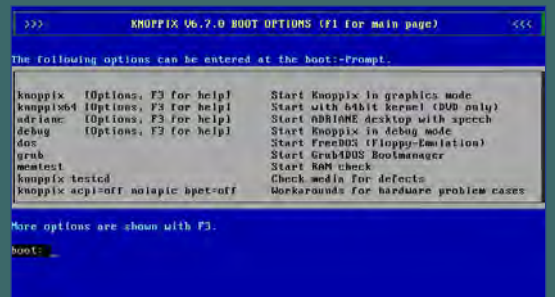 >>> KNOPPIX V6.7.0 BOOT OPTIONS (F1 for main page) <<<
The following options can be entered at the boot:-Prompt.
knoppix [Options, F3 for help] Start Knoppix in graphics mode
knoppix64 [Options, F3 for help] Start with 64bit kernel (DVD only)
adriane [Options, F3 for help] Start ADRIANE desktop with speech
debug [Options, F3 for help] Start Knoppix in debug mode
dos Start FreeDOS (Floppy-Emulation)
grub Start Grub4DOS Bootmanager
memtest Start RAM check
knoppix testcd Check media for defects
knoppix acpi=off nolapic hpet=off Workarounds for hardware problem cases
More options are shown with F3.
boot: _